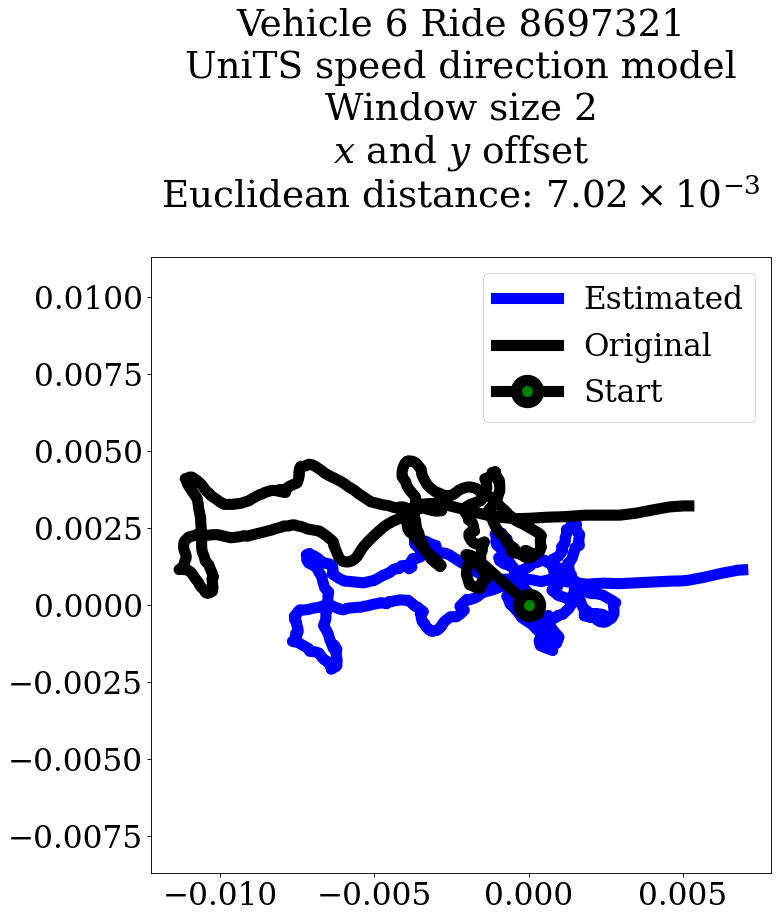 Vehicle 6 Ride 8697321
UniTS speed direction model
Window size 2
x and y offset
Euclidean distance: 7.02 × 10⁻³
Estimated
Original
Start
0.0100
0.0075
0.0050
0.0025
0.0000
−0.0025
−0.0050
−0.0075
−0.010
−0.005
0.000
0.005